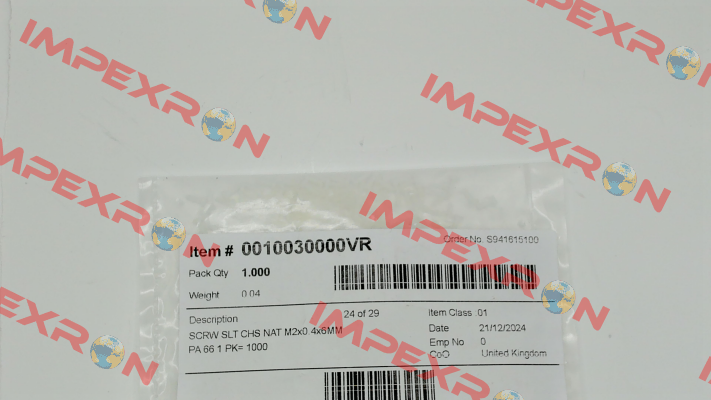 IMPEXRON
IMPEXRON
IMPEXRON
IMPEXRON
IMPEXRON
Item # 0010030000VR
Order No. S941615100
Pack Qty 1.000
Weight 0.04
Description 24 of 29 Item Class 01
SCRW SLT CHS NAT M2x0 4x6MM Date 21/12/2024
PA 66 1 PK= 1000 Emp No 0
CoO United Kingdom